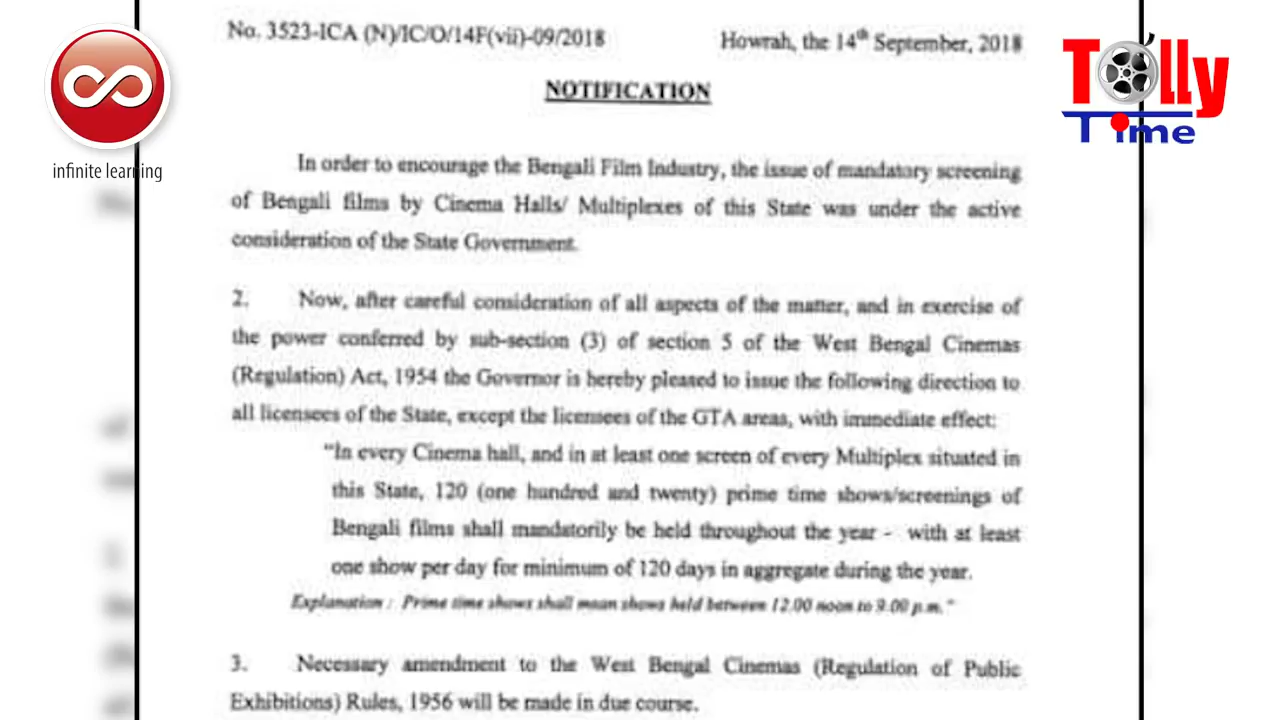 No. 3523-ICA (N)/IC/O/14F(vii)-09/2018 Howrah, the 14th September, 2018
NOTIFICATION
infinite learning
Tolly
Time
In order to encourage the Bengali Film Industry, the issue of mandatory screening
of Bengali films by Cinema Halls/ Multiplexes of this State was under the active
consideration of the State Government.
2. Now, after careful consideration of all aspects of the matter, and in exercise of
the power conferred by sub-section (3) of section 5 of the West Bengal Cinemas
(Regulation) Act, 1954 the Governor is hereby pleased to issue the following direction to
all licensees of the State, except the licensees of the GTA areas, with immediate effect:
"In every Cinema hall, and in at least one screen of every Multiplex situated in
this State, 120 (one hundred and twenty) prime time shows/screenings of
Bengali films shall mandatorily be held throughout the year - with at least
one show per day for minimum of 120 days in aggregate during the year.
Explanation : Prime time shows shall mean shows held between 12.00 noon to 9.00 p.m."
3. Necessary amendment to the West Bengal Cinemas (Regulation of Public
Exhibitions) Rules, 1956 will be made in due course.